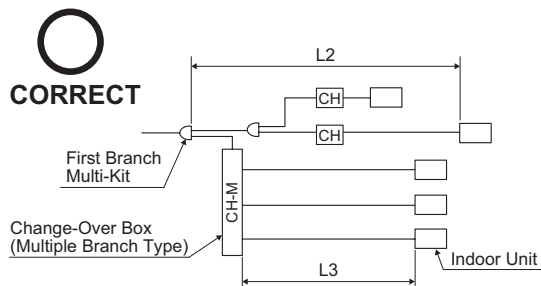 CORRECT
L2
CH
CH
First Branch
Multi-Kit
CH-M
Change-Over Box
(Multiple Branch Type)
Indoor Unit
L3